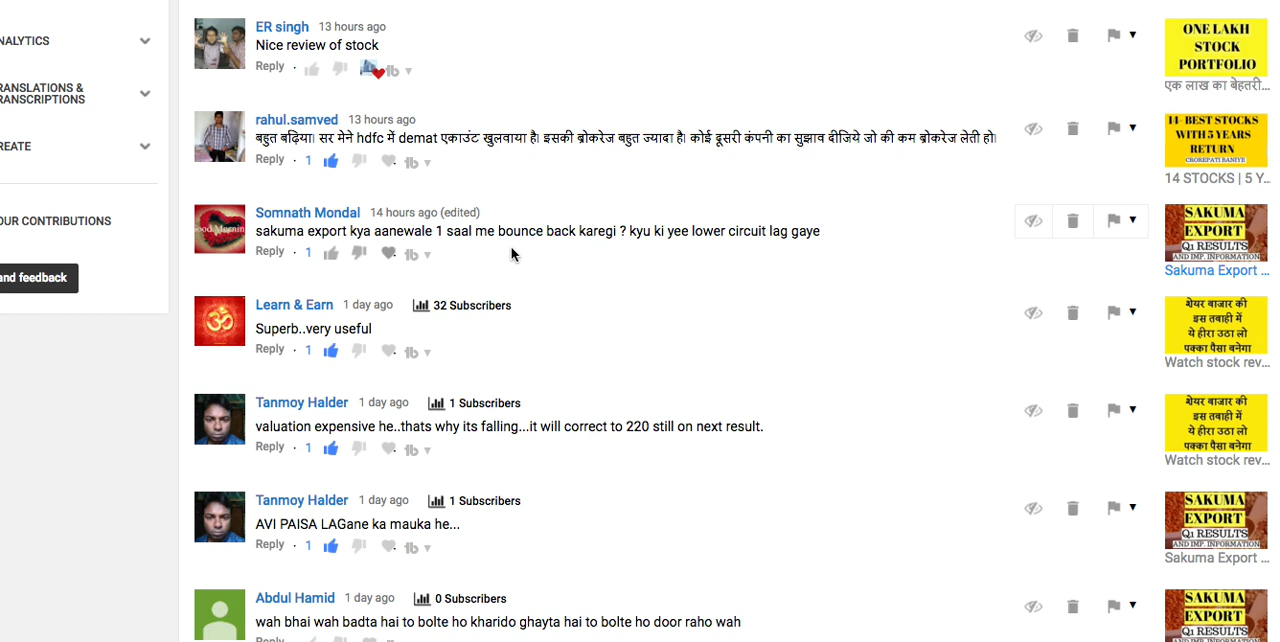 NALYTICS
RANSLATIONS &
RANSCRIPTIONS
REATE
OUR CONTRIBUTIONS
and feedback
ER singh 13 hours ago
Nice review of stock
Reply
ONE LAKH
STOCK
PORTFOLIO
एक लाख का बेहतरी...
rahul.samved 13 hours ago
बहुत बढ़िया। सर मेने hdfc में demat एकाउंट खुलवाया है। इसकी ब्रोकरेज बहुत ज्यादा है। कोई दूसरी कंपनी का सुझाव दीजिये जो की कम ब्रोकरेज लेती हो।
Reply 1
14 BEST STOCKS
WITH 5 YEARS
RETURN
CROREPATI BANIYE
14 STOCKS | 5 Y...
Somnath Mondal 14 hours ago (edited)
sakuma export kya aanewale 1 saal me bounce back karegi ? kyu ki yee lower circuit lag gaye
Reply 1
SAKUMA
EXPORT
Q1 RESULTS
AND IMP. INFORMATION
Sakuma Export ...
Learn & Earn 1 day ago 32 Subscribers
Superb..very useful
Reply 1
शेयर बाजार की
इस तबाही में
ये हीरा उठा लो
पक्का पैसा बनेगा
Watch stock rev...
Tanmoy Halder 1 day ago 1 Subscribers
valuation expensive he..thats why its falling...it will correct to 220 still on next result.
Reply 1
शेयर बाजार की
इस तबाही में
ये हीरा उठा लो
पक्का पैसा बनेगा
Watch stock rev...
Tanmoy Halder 1 day ago 1 Subscribers
AVI PAISA LAGane ka mauka he...
Reply 1
SAKUMA
EXPORT
Q1 RESULTS
AND IMP. INFORMATION
Sakuma Export ...
Abdul Hamid 1 day ago 0 Subscribers
wah bhai wah badta hai to bolte ho kharido ghayta hai to bolte ho door raho wah
Reply
SAKUMA
EXPORT
Q1 RESULTS